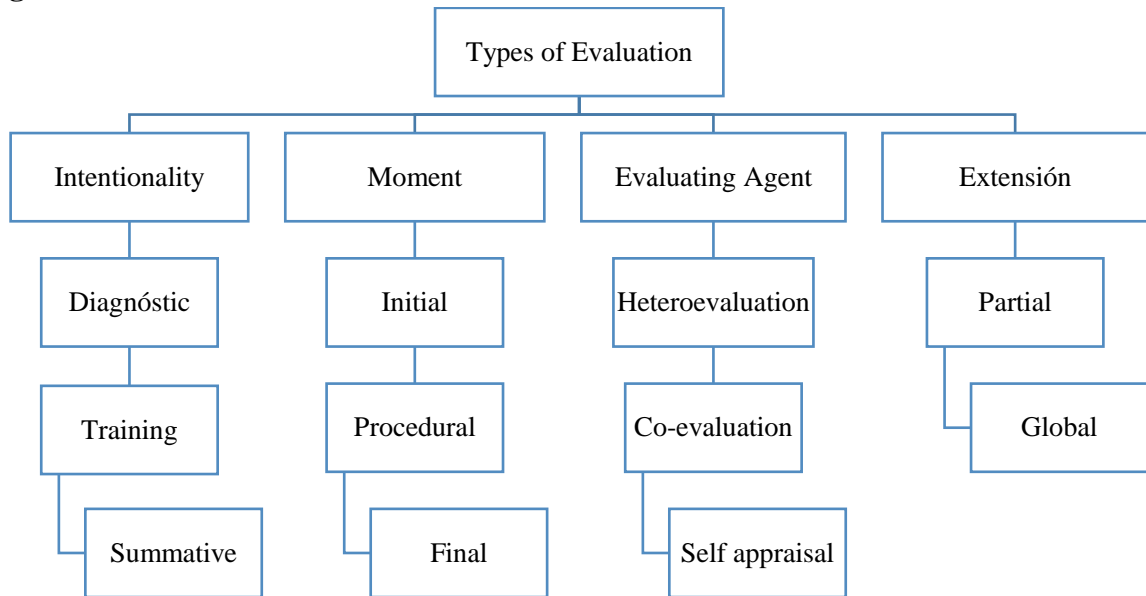 Types of Evaluation
Intentionality
Moment
Evaluating Agent
Extensión
Diagnóstic
Initial
Heteroevaluation
Partial
Training
Procedural
Co-evaluation
Global
Summative
Final
Self appraisal